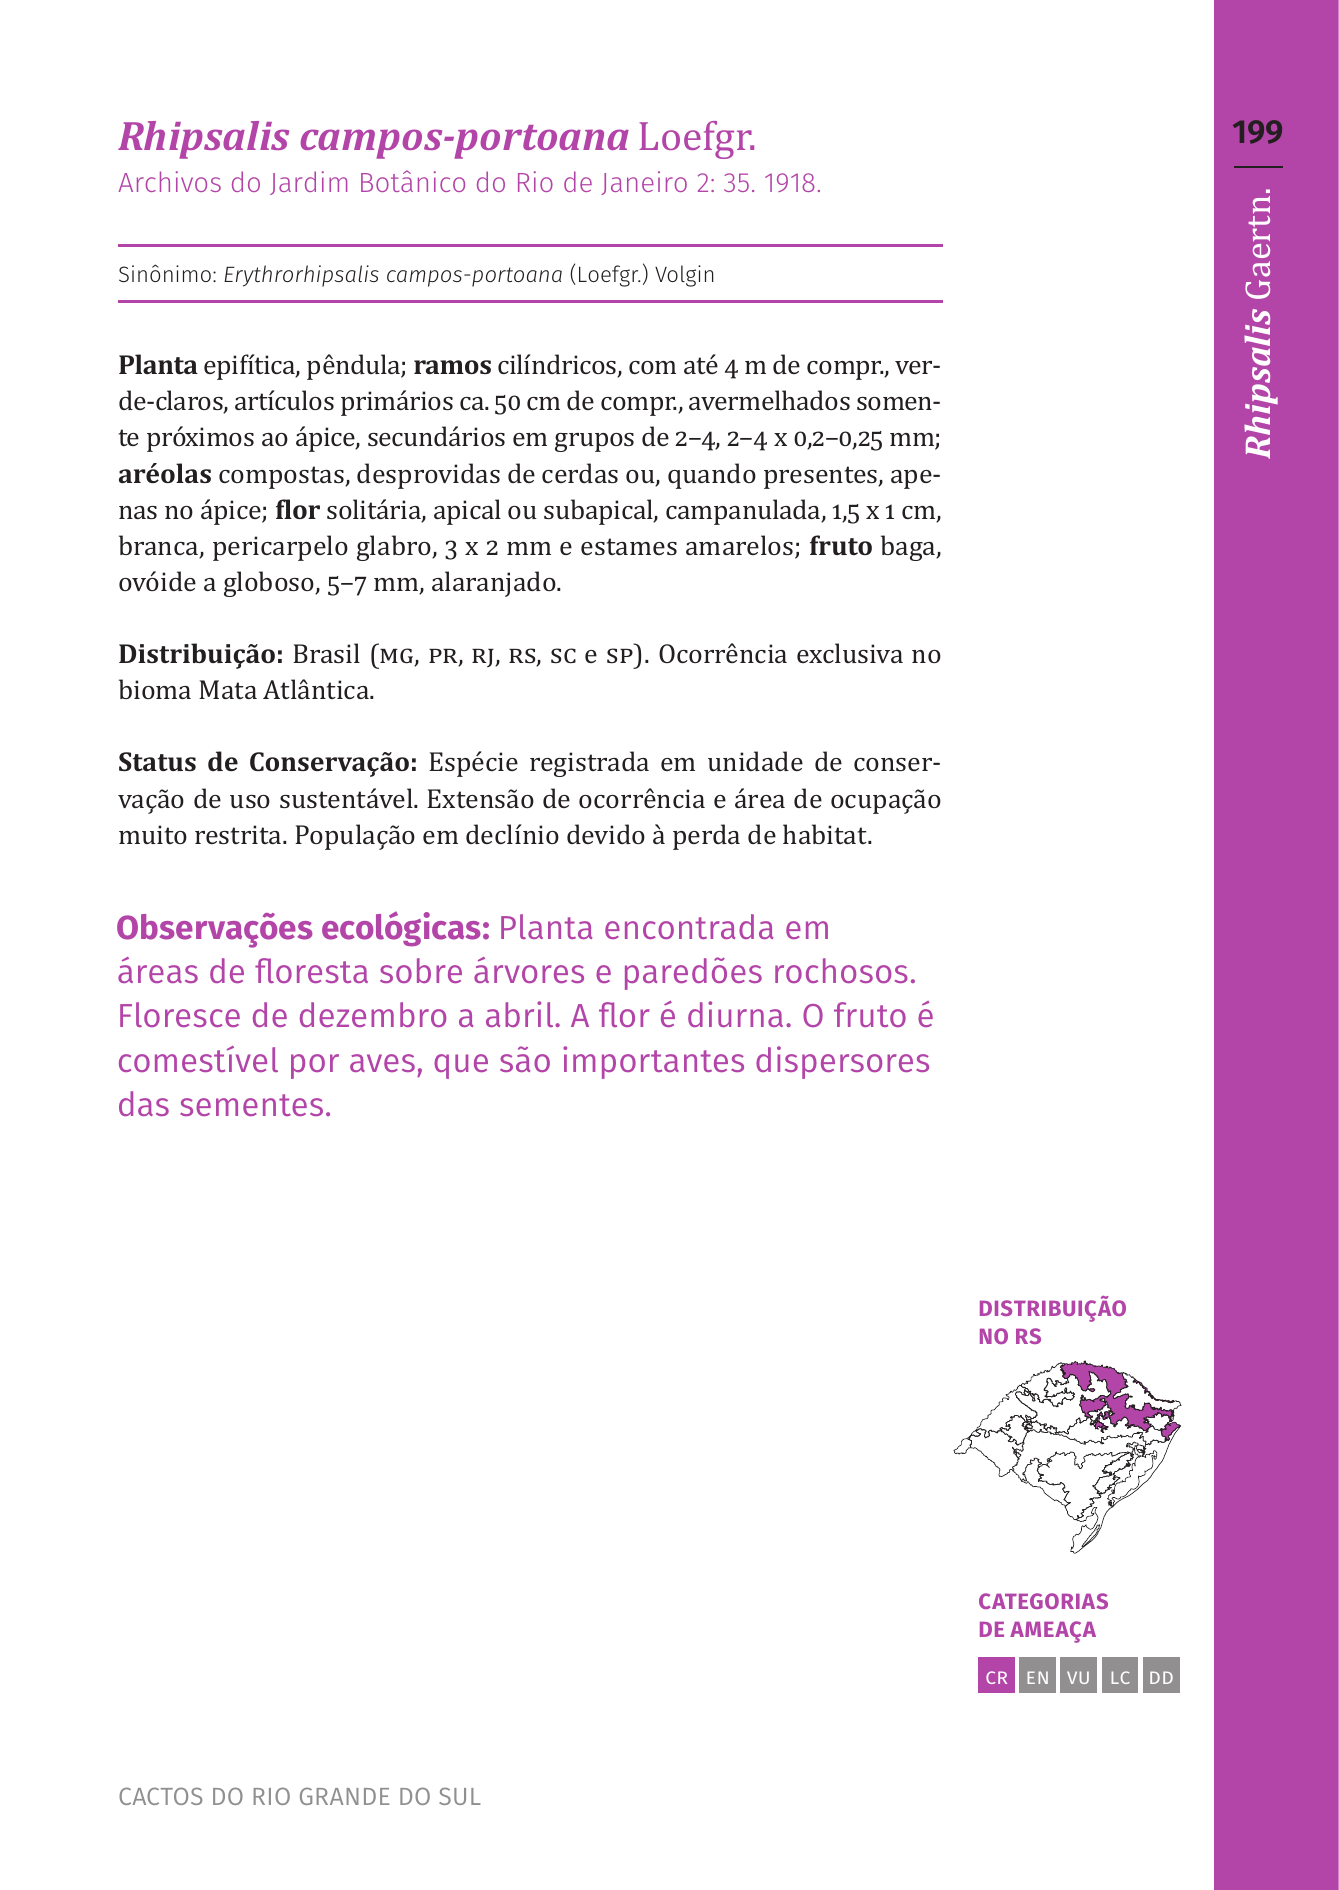 Rhipsalis campos-portoana Loefgr.
Archivos do Jardim Botânico do Rio de Janeiro 2: 35. 1918.
Sinônimo: Erythrorhipsalis campos-portoana (Loefgr.) Volgin
Planta epifítica, pêndula; ramos cilíndricos, com até 4 m de compr., ver-
de-claros, artículos primários ca. 50 cm de compr., avermelhados somen-
te próximos ao ápice, secundários em grupos de 2–4, 2–4 x 0,2–0,25 mm;
aréolas compostas, desprovidas de cerdas ou, quando presentes, ape-
nas no ápice; flor solitária, apical ou subapical, campanulada, 1,5 x 1 cm,
branca, pericarpelo glabro, 3 x 2 mm e estames amarelos; fruto baga,
ovóide a globoso, 5–7 mm, alaranjado.
Distribuição: Brasil (MG, PR, RJ, RS, SC e SP). Ocorrência exclusiva no
bioma Mata Atlântica.
Status de Conservação: Espécie registrada em unidade de conser-
vação de uso sustentável. Extensão de ocorrência e área de ocupação
muito restrita. População em declínio devido à perda de habitat.
Observações ecológicas: Planta encontrada em
áreas de floresta sobre árvores e paredões rochosos.
Floresce de dezembro a abril. A flor é diurna. O fruto é
comestível por aves, que são importantes dispersores
das sementes.
DISTRIBUIÇÃO
NO RS
CATEGORIAS
DE AMEAÇA
CR EN VU LC DD
CACTOS DO RIO GRANDE DO SUL
199
Rhipsalis Gaertn.